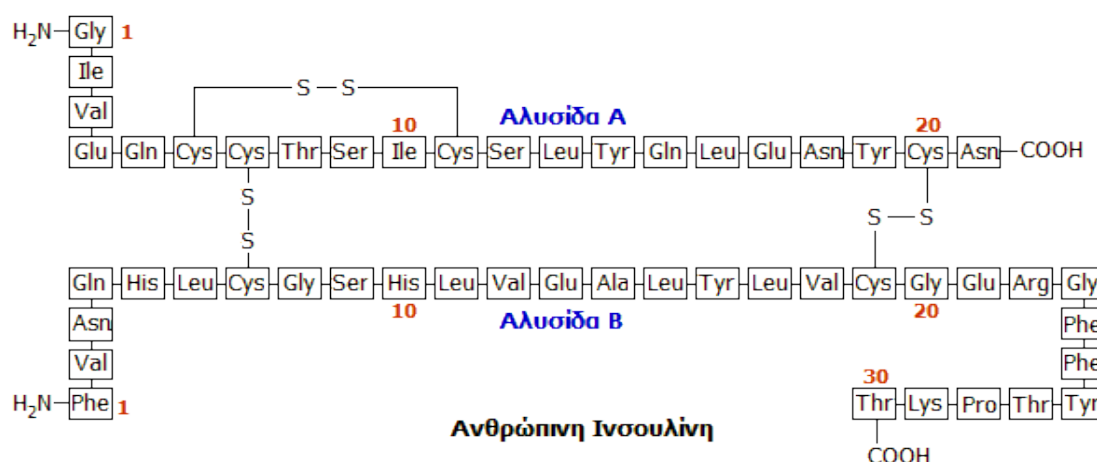 H₂N Gly 1
Ile
S S
Val
Αλυσίδα Α
10 20
Glu Gln Cys Cys Thr Ser Ile Cys Ser Leu Tyr Gln Leu Glu Asn Tyr Cys Asn COOH
S
S S
S
Gln His Leu Cys Gly Ser His Leu Val Glu Ala Leu Tyr Leu Val Cys Gly Glu Arg Gly
10 20
Αλυσίδα Β
Asn Phe
Val Phe
30
H₂N Phe 1 Thr Lys Pro Thr Tyr
Ανθρώπινη Ινσουλίνη
COOH